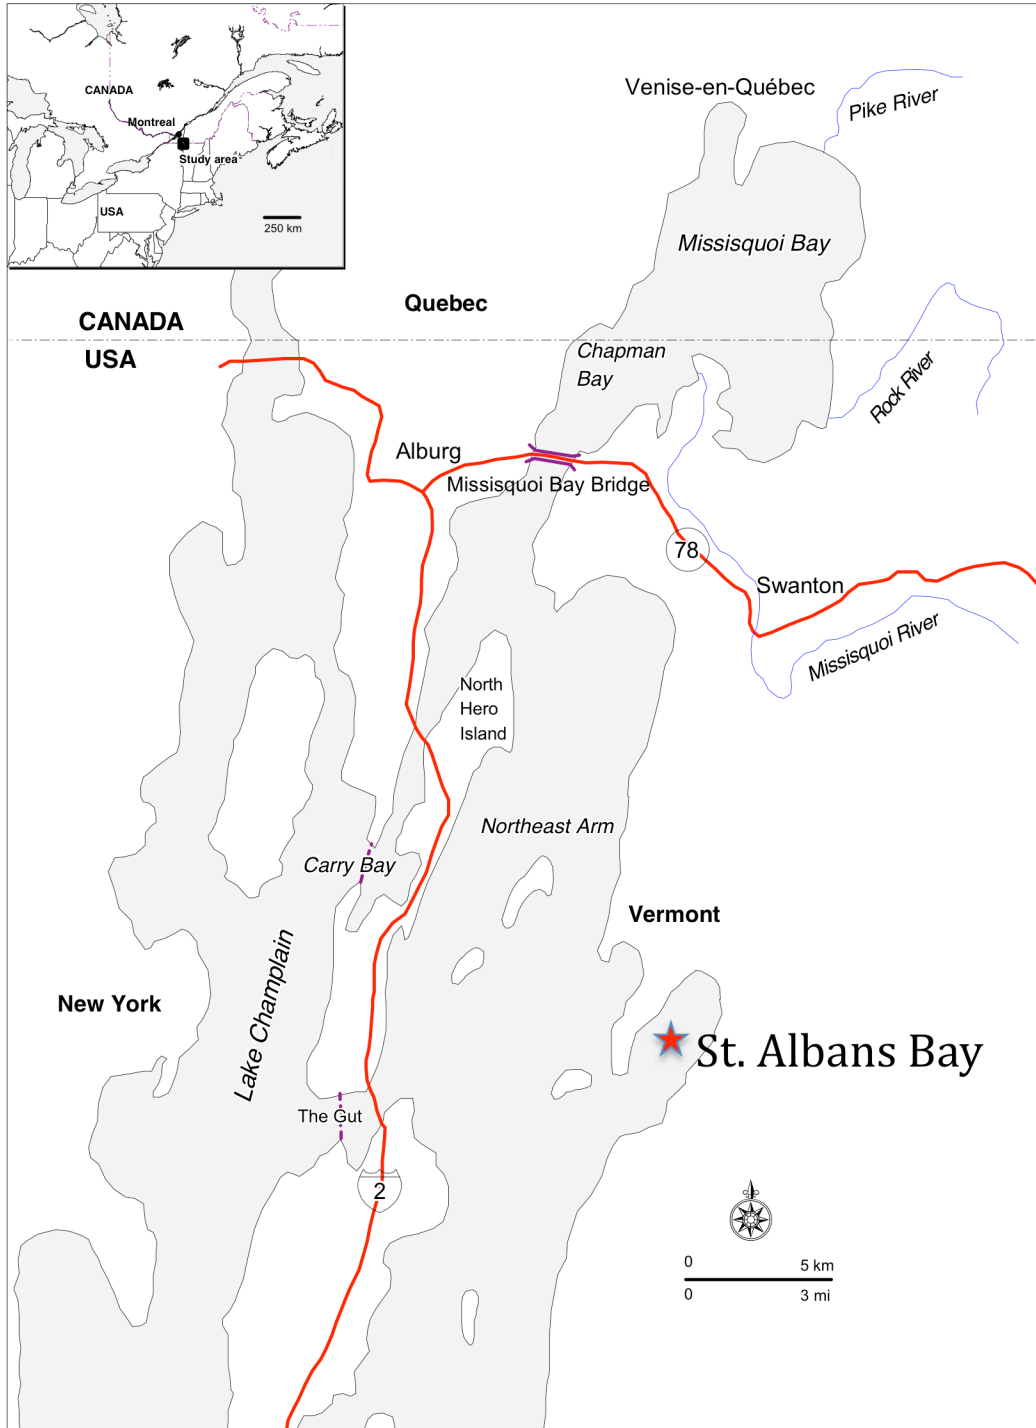 CANADA
Montreal
Study area
USA
250 km
Venise-en-Québec
Pike River
Missisquoi Bay
Quebec
CANADA
USA
Chapman
Bay
Rock River
Alburg
Missisquoi Bay Bridge
78
Swanton
Missisquoi River
North
Hero
Island
Northeast Arm
Carry Bay
Vermont
Lake Champlain
New York
St. Albans Bay
The Gut
2
0 5 km
0 3 mi